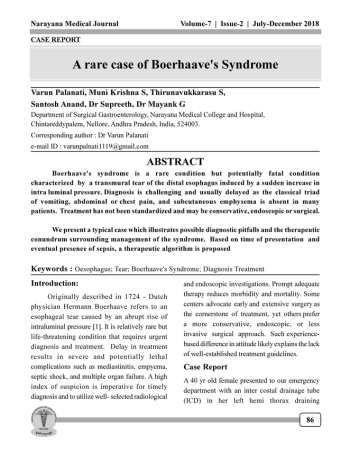 Narayana Medical Journal Volume-7 | Issue-2 | July-December 2018
CASE REPORT
A rare case of Boerhaave's Syndrome
Varun Palanati, Muni Krishna S, Thirunavukkarasu S,
Santosh Anand, Dr Supreeth, Dr Mayank G
Department of Surgical Gastroenterology, Narayana Medical College and Hospital,
Chintareddypalem, Nellore, Andhra Pradesh, India, 524003.
Corresponding author : Dr Varun Palanati
e-mail ID : varunpalnati1119@gmail.com
ABSTRACT
Boerhaave's syndrome is a rare condition but potentially fatal condition
characterized by a transmural tear of the distal esophagus induced by a sudden increase in
intra luminal pressure. Diagnosis is challenging and usually delayed as the classical triad
of vomiting, abdominal or chest pain, and subcutaneous emphysema is absent in many
patients. Treatment has not been standardized and may be conservative, endoscopic or surgical.
We present a typical case which illustrates possible diagnostic pitfalls and the therapeutic
conundrum surrounding management of the syndrome. Based on time of presentation and
eventual presence of sepsis, a therapeutic algorithm is proposed
Keywords : Oesophagus; Tear; Boerhaave's Syndrome; Diagnosis Treatment
Introduction:
Originally described in 1724 - Dutch
physician Hermann Boerhaave refers to an
esophageal tear caused by an abrupt rise of
intraluminal pressure [1]. It is relatively rare but
life-threatening condition that requires urgent
diagnosis and treatment. Delay in treatment
results in severe and potentially lethal
complications such as mediastinitis, empyema,
septic shock, and multiple organ failure. A high
index of suspicion is imperative for timely
diagnosis and to utilize well- selected radiological
and endoscopic investigations. Prompt adequate
therapy reduces morbidity and mortality. Some
centers advocate early and extensive surgery as
the cornerstone of treatment, yet others prefer
a more conservative, endoscopic, or less
invasive surgical approach. Such experience-
based difference in attitude likely explains the lack
of well-established treatment guidelines.
Case Report
A 40 yr old female presented to our emergency
department with an inter costal drainage tube
(ICD) in her left hemi thorax draining
86